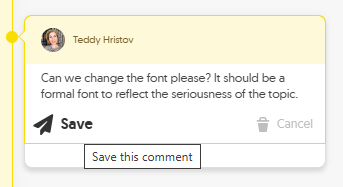 Teddy Hristov
Can we change the font please? It should be a
formal font to reflect the seriousness of the topic.
Save
Cancel
Save this comment